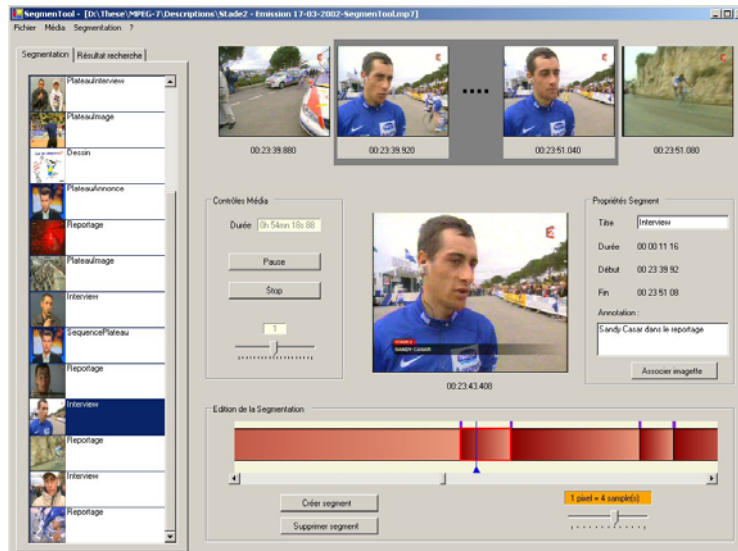 SegmenTool - [D:\These\MPEG-7\Descriptions\Stade2 - Emission 17-03-2002-SegmenTool.mp7]
Fichier Média Segmentation ?
Segmentation Résultat recherche
PlateauInterview
PlateauImage
Dessin
PlateauAnnonce
Reportage
PlateauImage
Interview
SequencePlateau
Reportage
Interview
Reportage
Interview
Reportage
00:23:39.880
00:23:39.920
....
00:23:51.040
00:23:51.080
Contrôles Média
Durée 0h 54mn 18s 88
Pause
Stop
1
2
STADE 2
SANDY CASAR
00:23:43.408
Propriétés Segment
Titre Interview
Durée 00 00 11 16
Début 00 23 39 92
Fin 00 23 51 08
Annotation :
Sandy Casar dans le reportage
Associer imagette
Edition de la Segmentation
Créer segment
Supprimer segment
1 pixel = 4 sample(s)